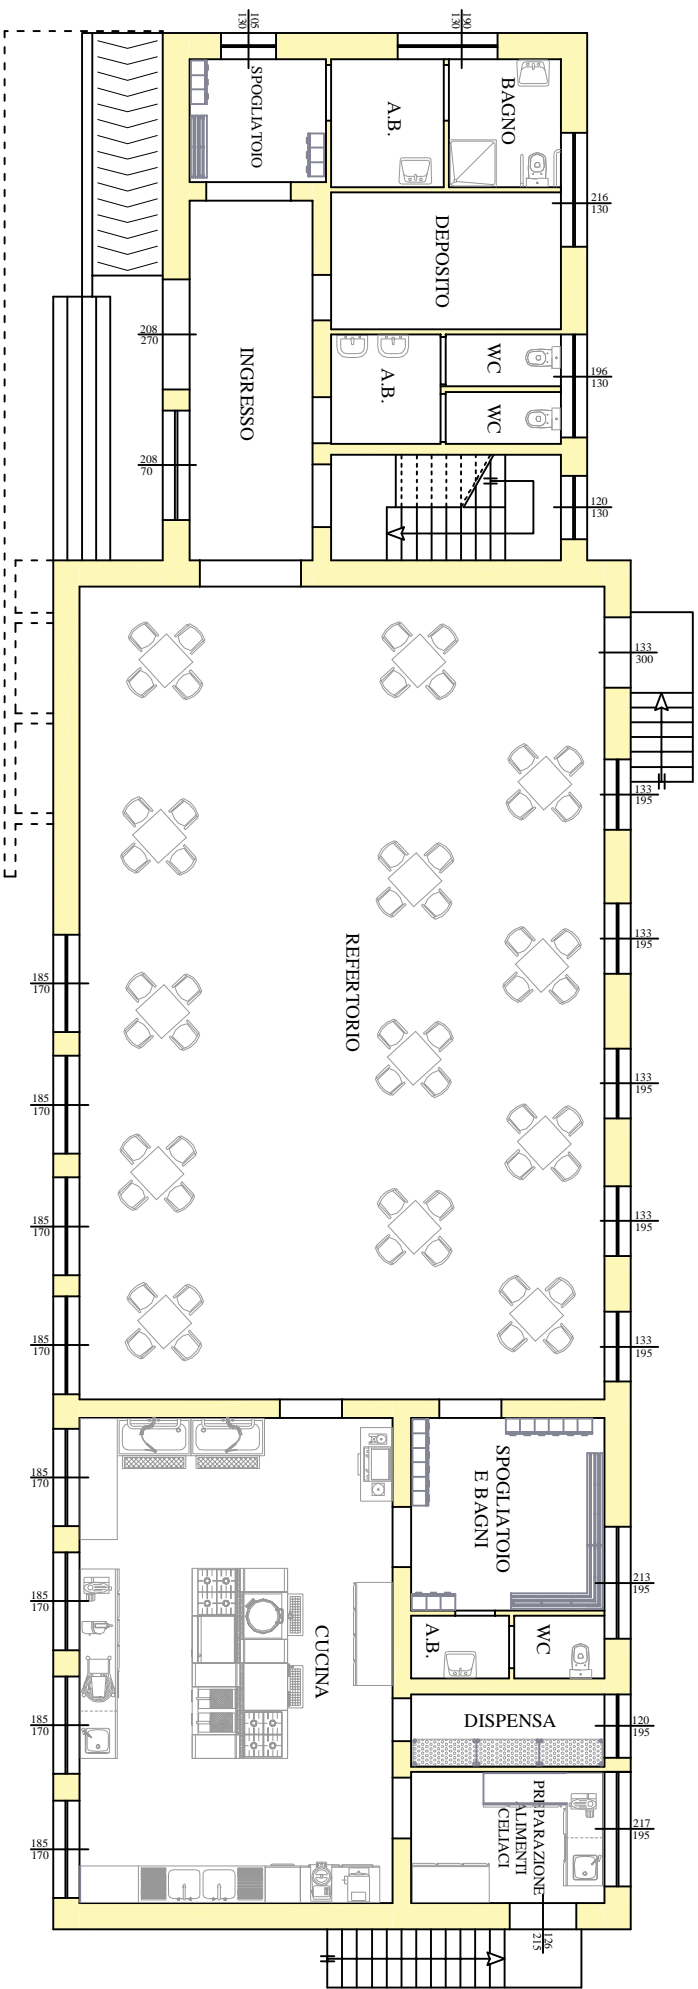 105
130
190
130
SPOGLIATOIO
A.B.
BAGNO
216
130
DEPOSITO
208
270
INGRESSO
A.B.
WC
WC
196
130
208
70
120
130
133
300
133
195
133
195
REFERTORIO
185
170
133
195
185
170
133
195
185
170
133
195
185
170
185
170
SPOGLIATOIO
E BAGNI
213
195
185
170
CUCINA
A.B.
WC
185
170
DISPENSA
120
195
185
170
PREPARAZIONE
ALIMENTI
CELIACI
217
195
126
215